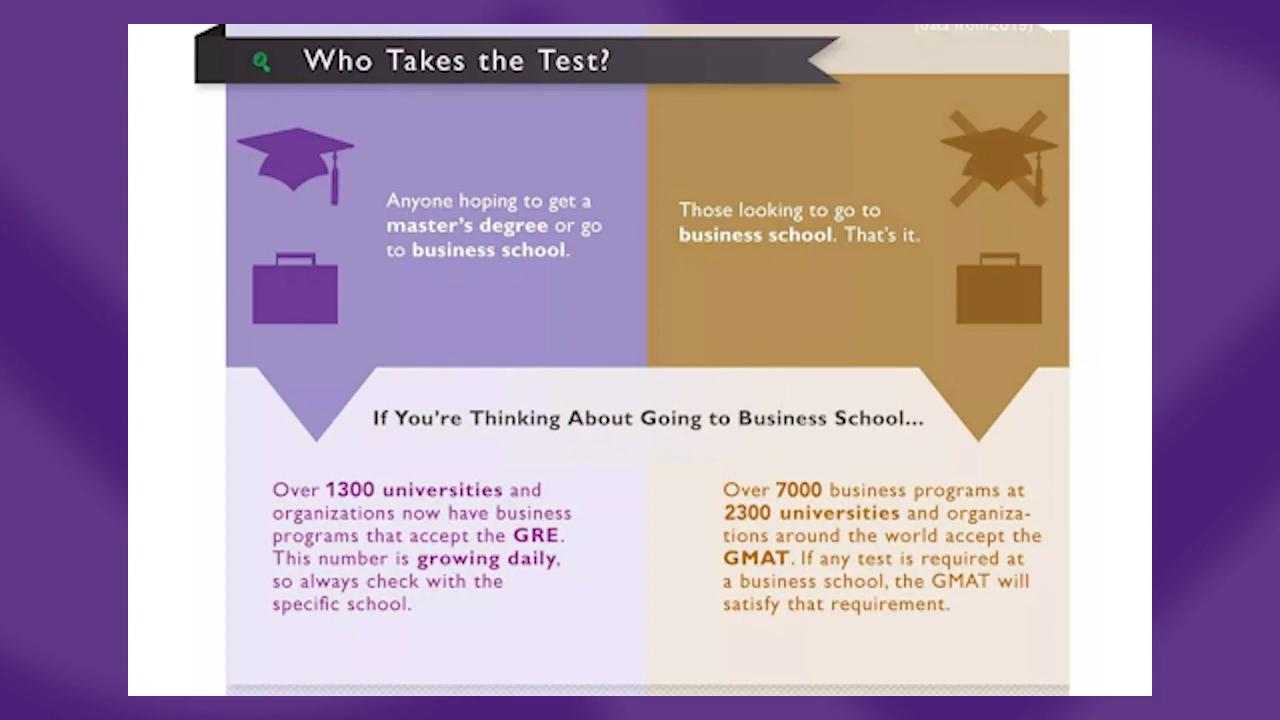 (data from 2015)
Who Takes the Test?
Anyone hoping to get a
master's degree or go
to business school.
Those looking to go to
business school. That's it.
If You're Thinking About Going to Business School...
Over 1300 universities and
organizations now have business
programs that accept the GRE.
This number is growing daily,
so always check with the
specific school.
Over 7000 business programs at
2300 universities and organiza-
tions around the world accept the
GMAT. If any test is required at
a business school, the GMAT will
satisfy that requirement.